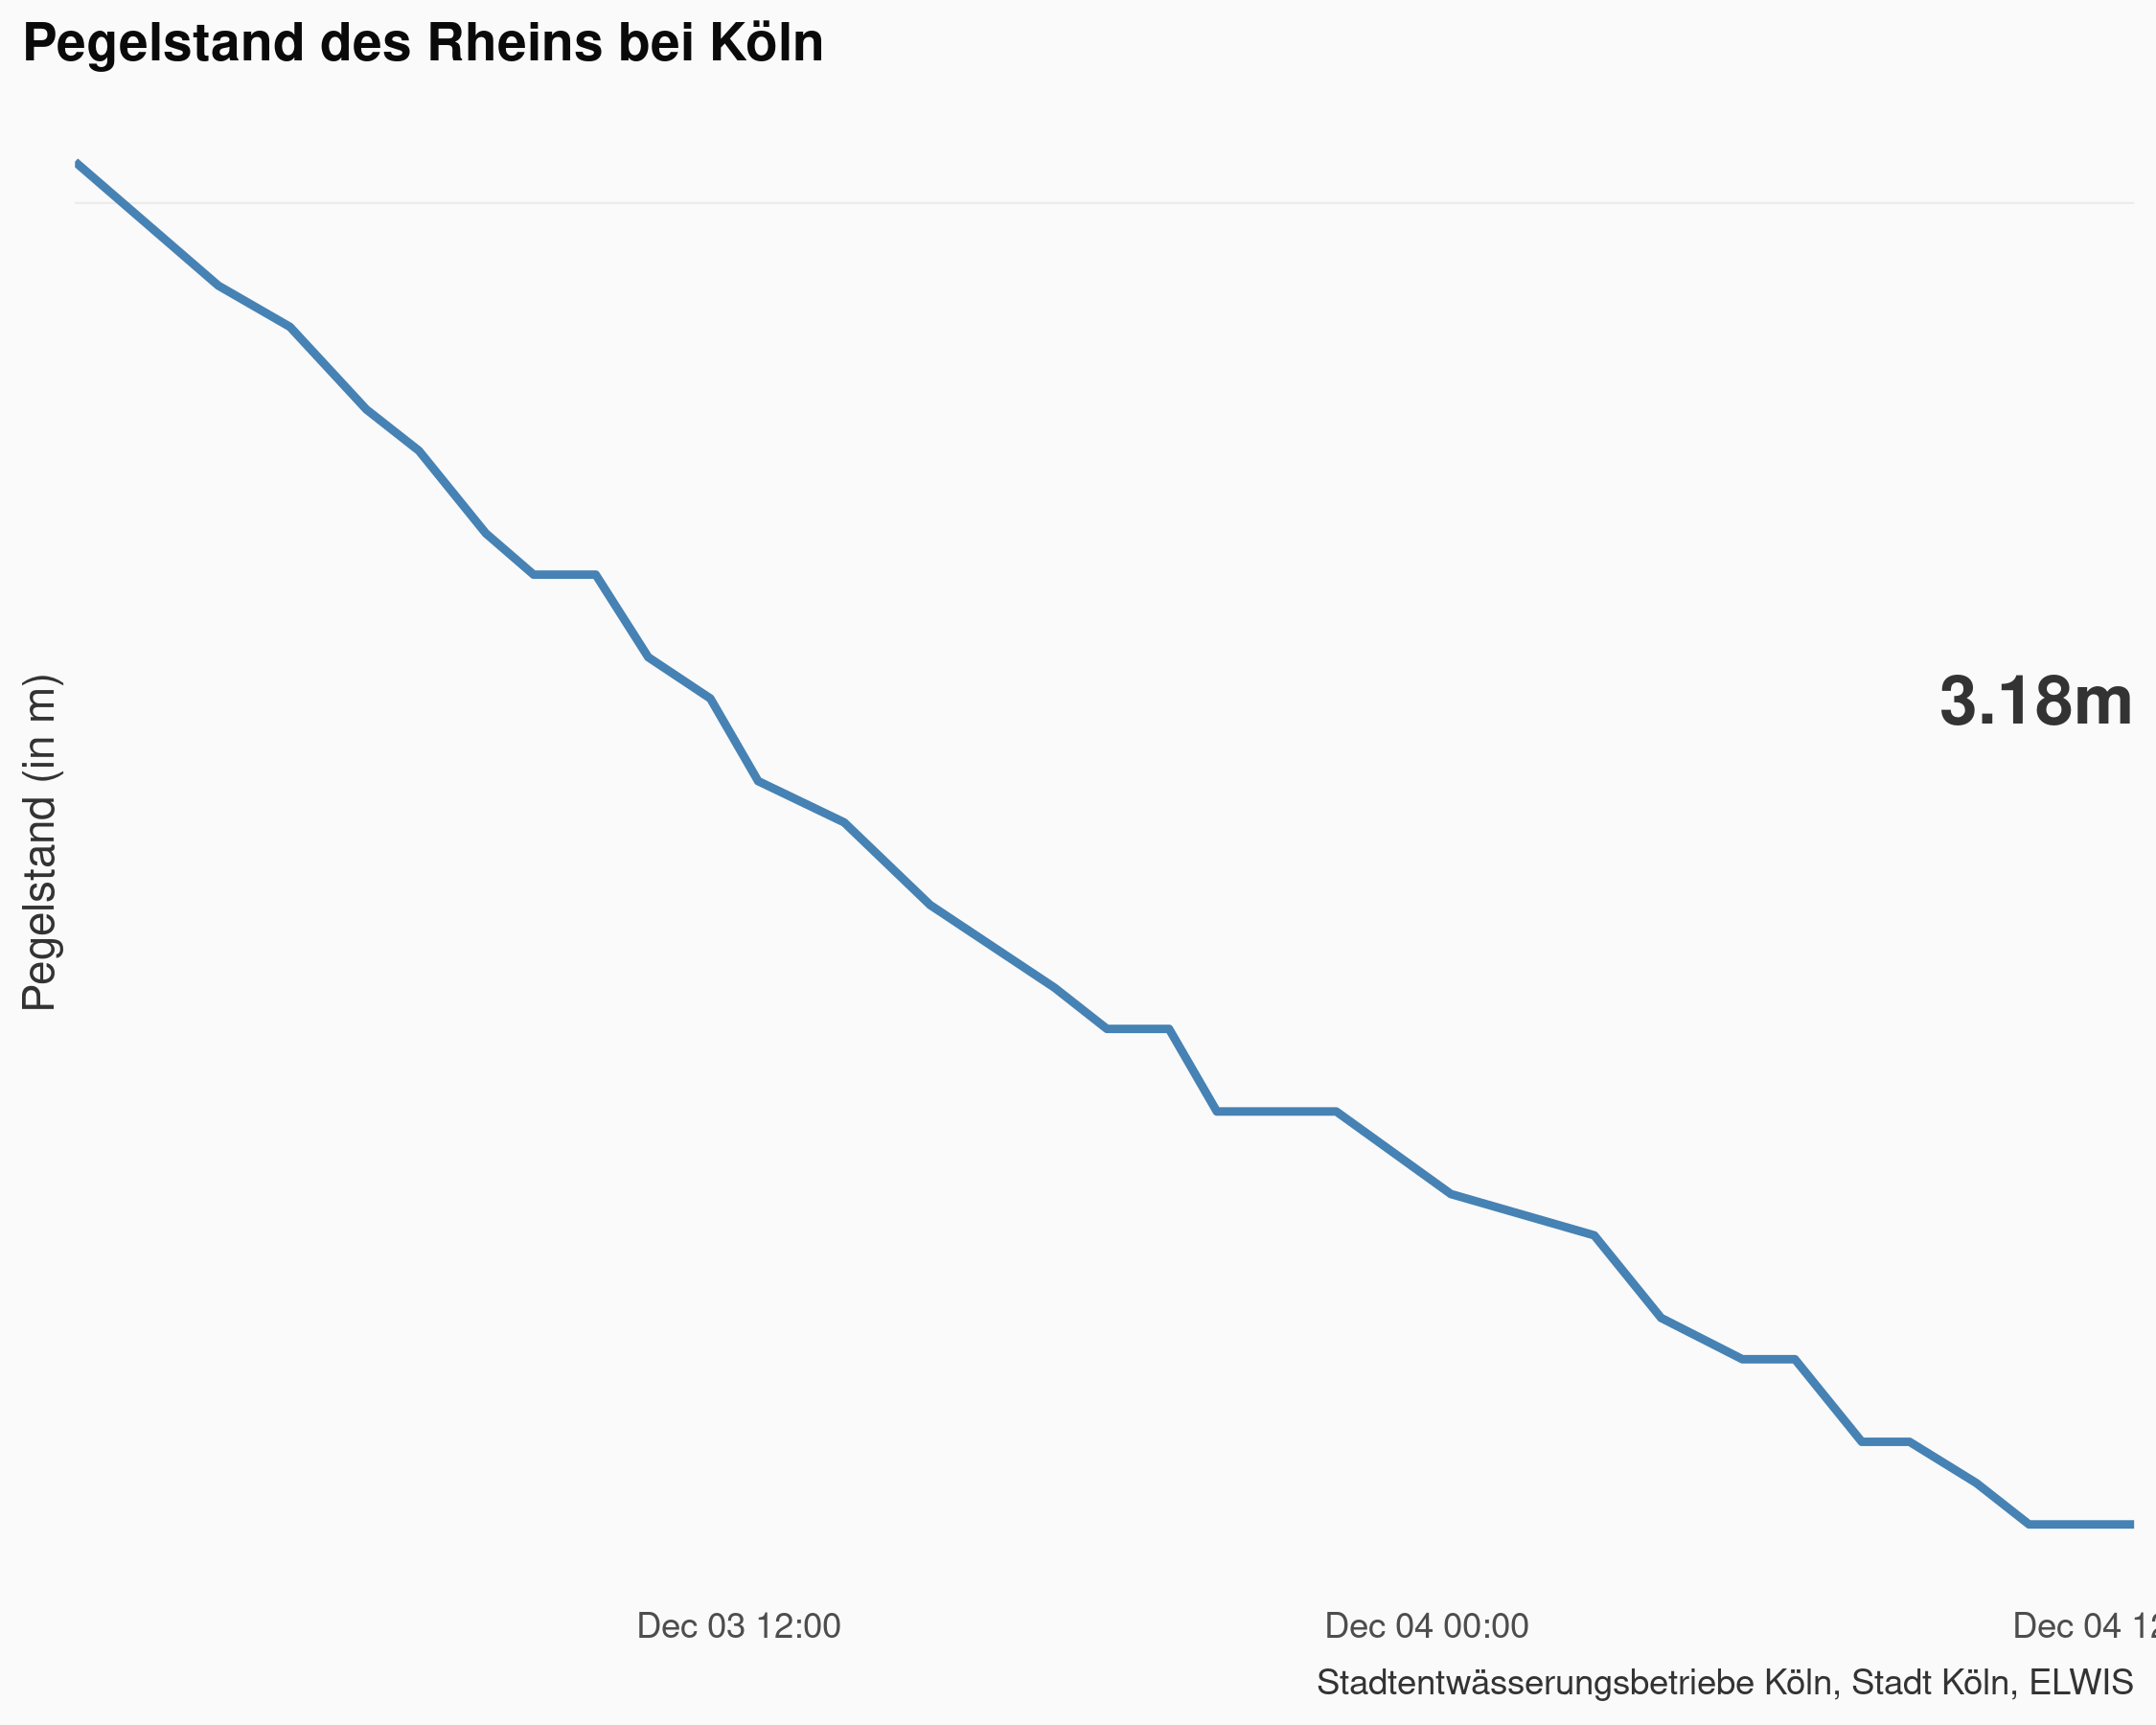 Pegelstand des Rheins bei Köln
Pegelstand (in m)
3.18m
Dec 03 12:00
Dec 04 00:00
Dec 04 12
Stadtentwässerungsbetriebe Köln, Stadt Köln, ELWIS